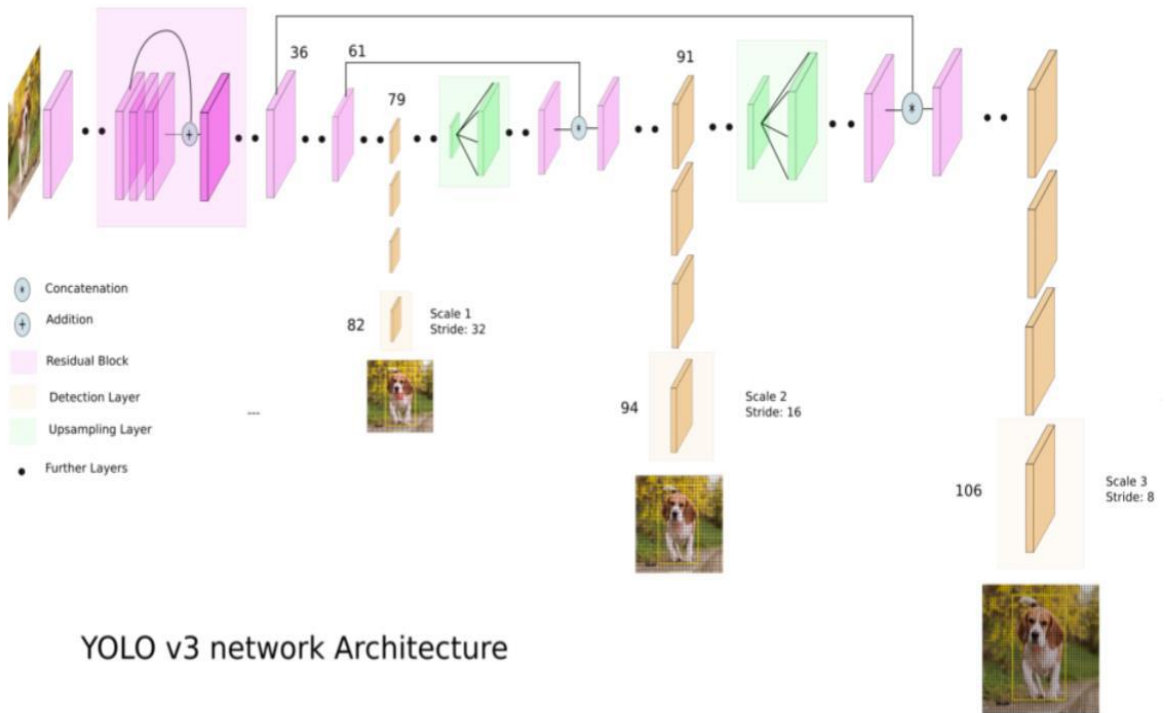 36
61
79
91
Concatenation
Addition
Residual Block
Detection Layer
Upsampling Layer
Further Layers
---
82
Scale 1
Stride: 32
94
Scale 2
Stride: 16
106
Scale 3
Stride: 8
YOLO v3 network Architecture